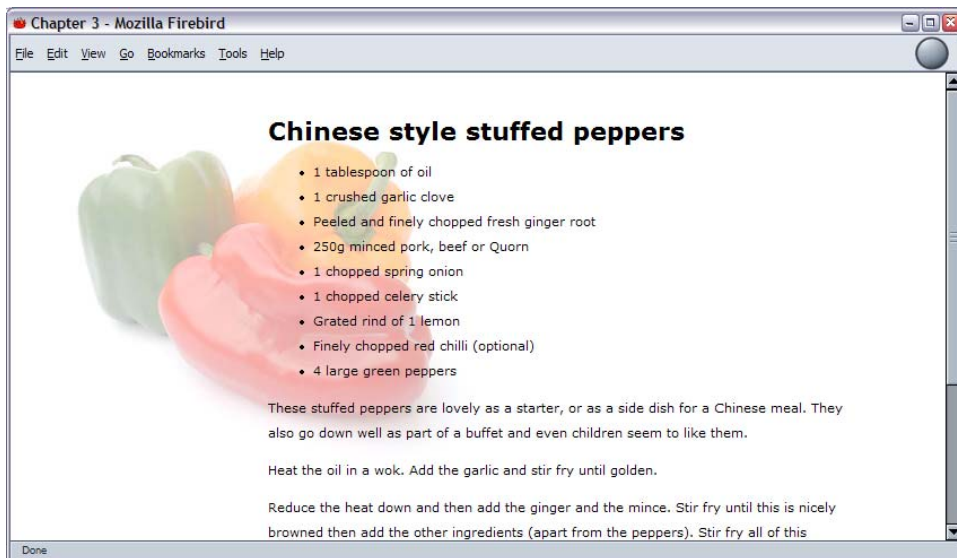 Chapter 3 - Mozilla Firebird
File Edit View Go Bookmarks Tools Help
Chinese style stuffed peppers
• 1 tablespoon of oil
• 1 crushed garlic clove
• Peeled and finely chopped fresh ginger root
• 250g minced pork, beef or Quorn
• 1 chopped spring onion
• 1 chopped celery stick
• Grated rind of 1 lemon
• Finely chopped red chilli (optional)
• 4 large green peppers
These stuffed peppers are lovely as a starter, or as a side dish for a Chinese meal. They
also go down well as part of a buffet and even children seem to like them.
Heat the oil in a wok. Add the garlic and stir fry until golden.
Reduce the heat down and then add the ginger and the mince. Stir fry until this is nicely
browned then add the other ingredients (apart from the peppers). Stir fry all of this
Done